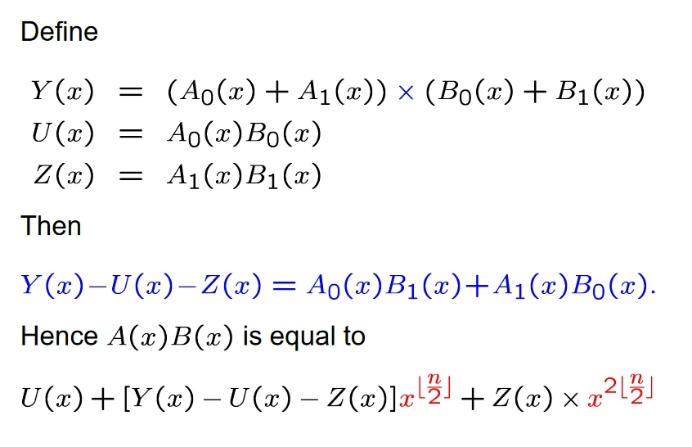 Define
Y(x) = (A₀(x) + A₁(x)) × (B₀(x) + B₁(x))
U(x) = A₀(x)B₀(x)
Z(x) = A₁(x)B₁(x)
Then
Y(x)−U(x)−Z(x) = A₀(x)B₁(x)+A₁(x)B₀(x).
Hence A(x)B(x) is equal to
U(x) + [Y(x) − U(x) − Z(x)]x^{⌊n/2⌋} + Z(x) × x^{2⌊n/2⌋}